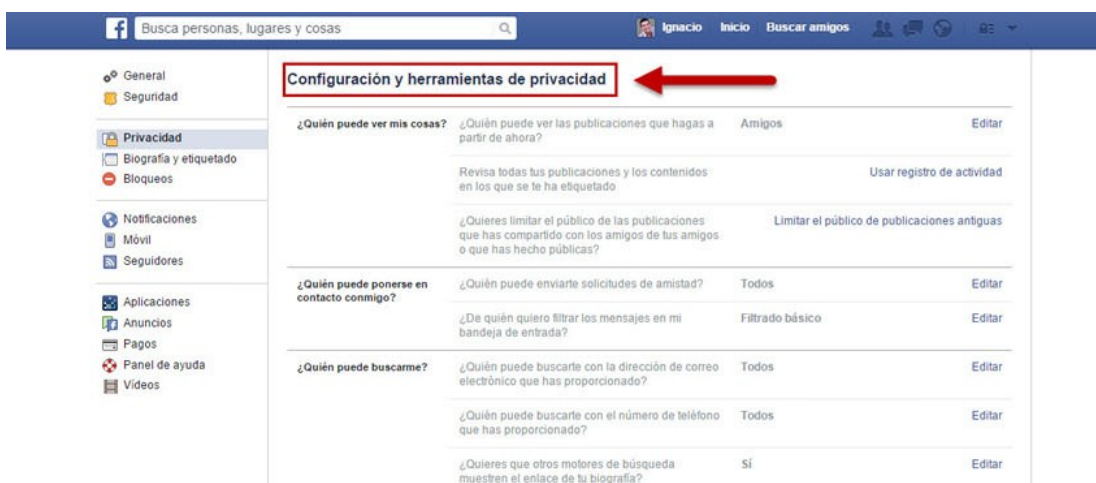 f
Busca personas, lugares y cosas
Ignacio
Inicio
Buscar amigos
General
Seguridad
Privacidad
Biografía y etiquetado
Bloqueos
Notificaciones
Móvil
Seguidores
Aplicaciones
Anuncios
Pagos
Panel de ayuda
Vídeos
Configuración y herramientas de privacidad
¿Quién puede ver mis cosas?
¿Quién puede ver las publicaciones que hagas a
partir de ahora?
Amigos
Editar
Revisa todas tus publicaciones y los contenidos
en los que se te ha etiquetado
Usar registro de actividad
¿Quieres limitar el público de las publicaciones
que has compartido con los amigos de tus amigos
o que has hecho públicas?
Limitar el público de publicaciones antiguas
¿Quién puede ponerse en
contacto conmigo?
¿Quién puede enviarte solicitudes de amistad?
Todos
Editar
¿De quién quiero filtrar los mensajes en mi
bandeja de entrada?
Filtrado básico
Editar
¿Quién puede buscarme?
¿Quién puede buscarte con la dirección de correo
electrónico que has proporcionado?
Todos
Editar
¿Quién puede buscarte con el número de teléfono
que has proporcionado?
Todos
Editar
¿Quieres que otros motores de búsqueda
muestren el enlace de tu biografía?
Sí
Editar